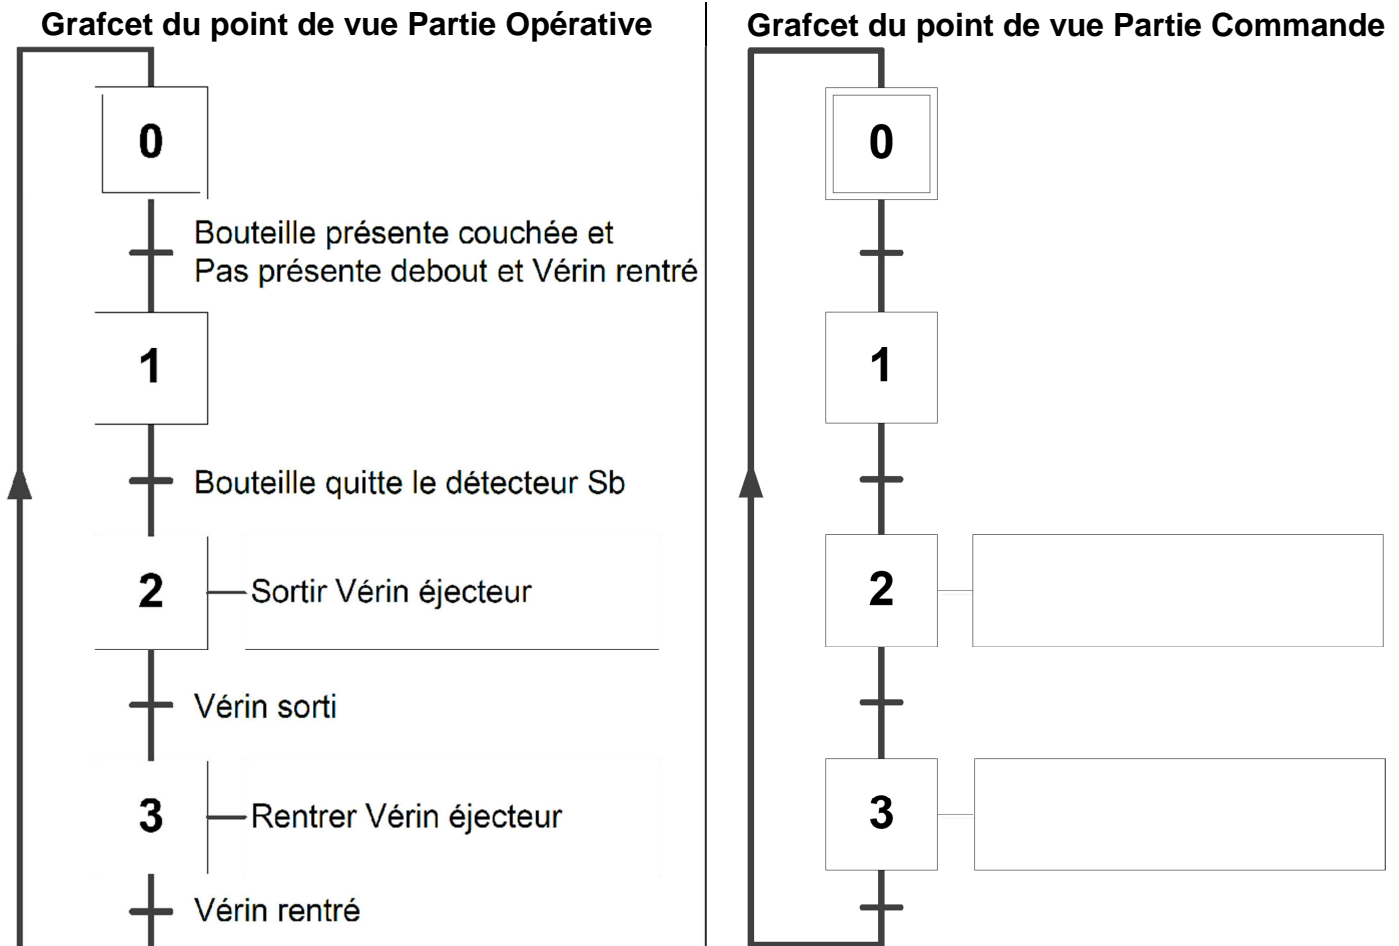 Grafcet du point de vue Partie Opérative
0
Bouteille présente couchée et
Pas présente debout et Vérin rentré
1
Bouteille quitte le détecteur Sb
2
Sortir Vérin éjecteur
Vérin sorti
3
Rentrer Vérin éjecteur
Vérin rentré
Grafcet du point de vue Partie Commande
0
1
2
3